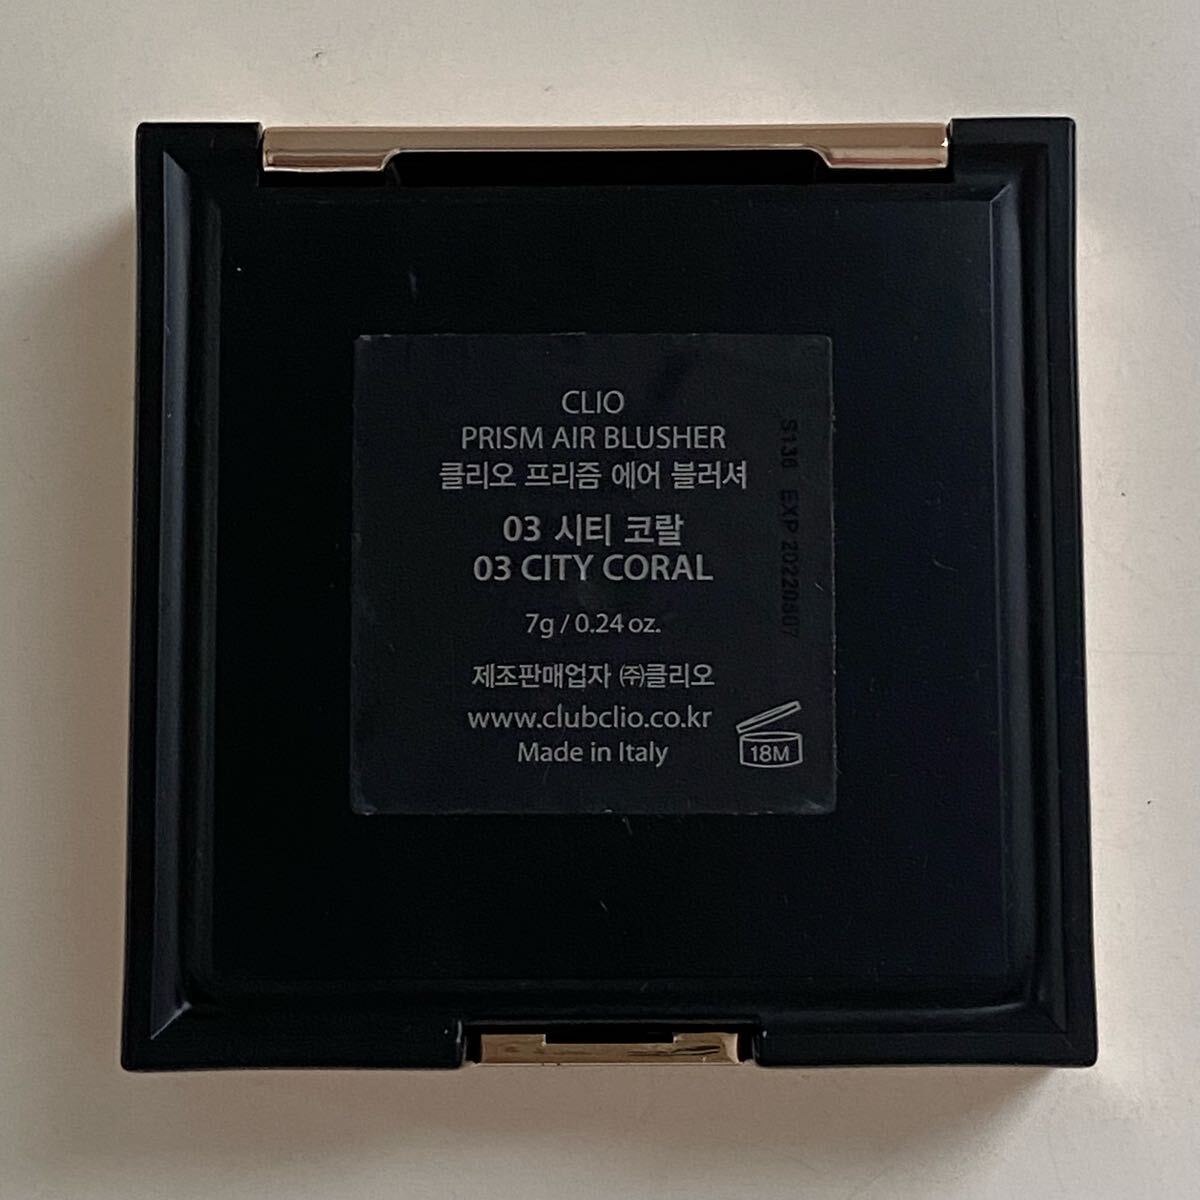 CLIO
PRISM AIR BLUSHER
클리오 프리즘 에어 블러셔
03 시티 코랄
03 CITY CORAL
7g / 0.24 oz.
제조판매업자 ㈜클리오
www.clubclio.co.kr
Made in Italy
18M
S136 EXP